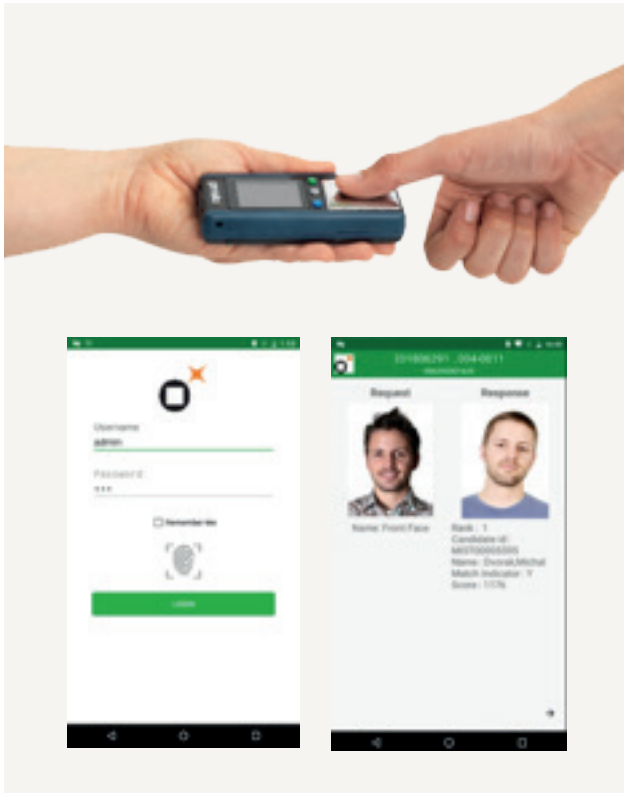 Username
admin
Password
***
Remember Me
LOGIN
Request
Response
Name: Front Face
Rank : 1
Candidate id :
Name : Dvorak,Michal
Match Indicator : Y
Score : 1176